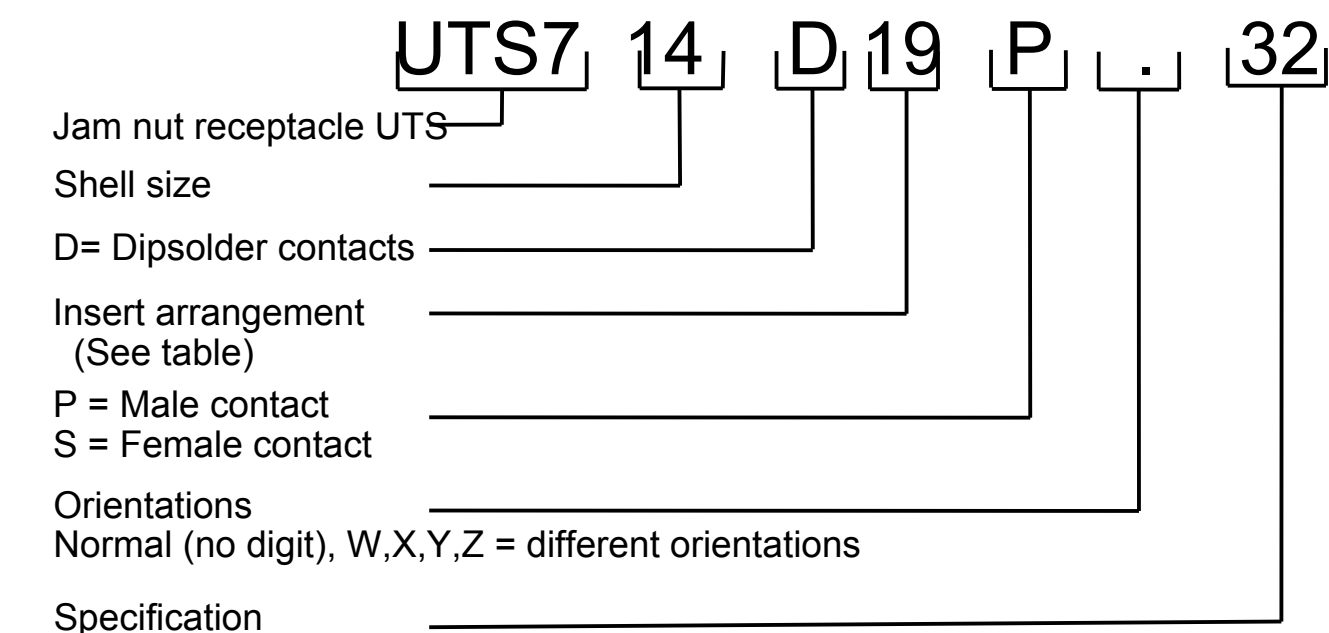 UTS7 14 D 19 P . 32
Jam nut receptacle UTS
Shell size
D= Dipsolder contacts
Insert arrangement
(See table)
P = Male contact
S = Female contact
Orientations
Normal (no digit), W,X,Y,Z = different orientations
Specification